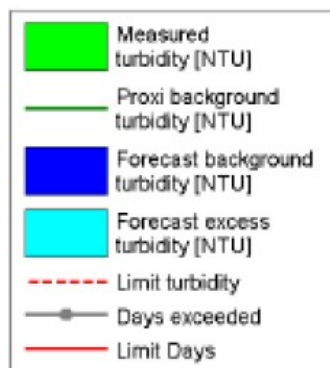 Measured
turbidity [NTU]
Proxi background
turbidity [NTU]
Forecast background
turbidity [NTU]
Forecast excess
turbidity [NTU]
Limit turbidity
Days exceeded
Limit Days